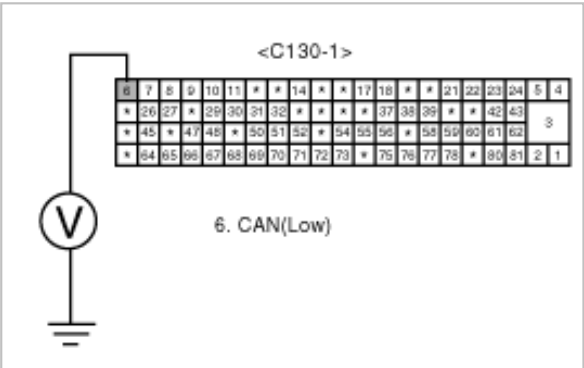 <C130-1>
6 7 8 9 10 11 * * 14 * * 17 18 * * 21 22 23 24 5 4
* 26 27 * 29 30 31 32 * * * * 37 38 39 * * 42 43 3
* 45 * 47 48 * 50 51 52 * 54 55 56 * 58 59 60 61 62
* 64 65 66 67 68 69 70 71 72 73 * 75 76 77 78 * 80 81 2 1
V
6. CAN(Low)